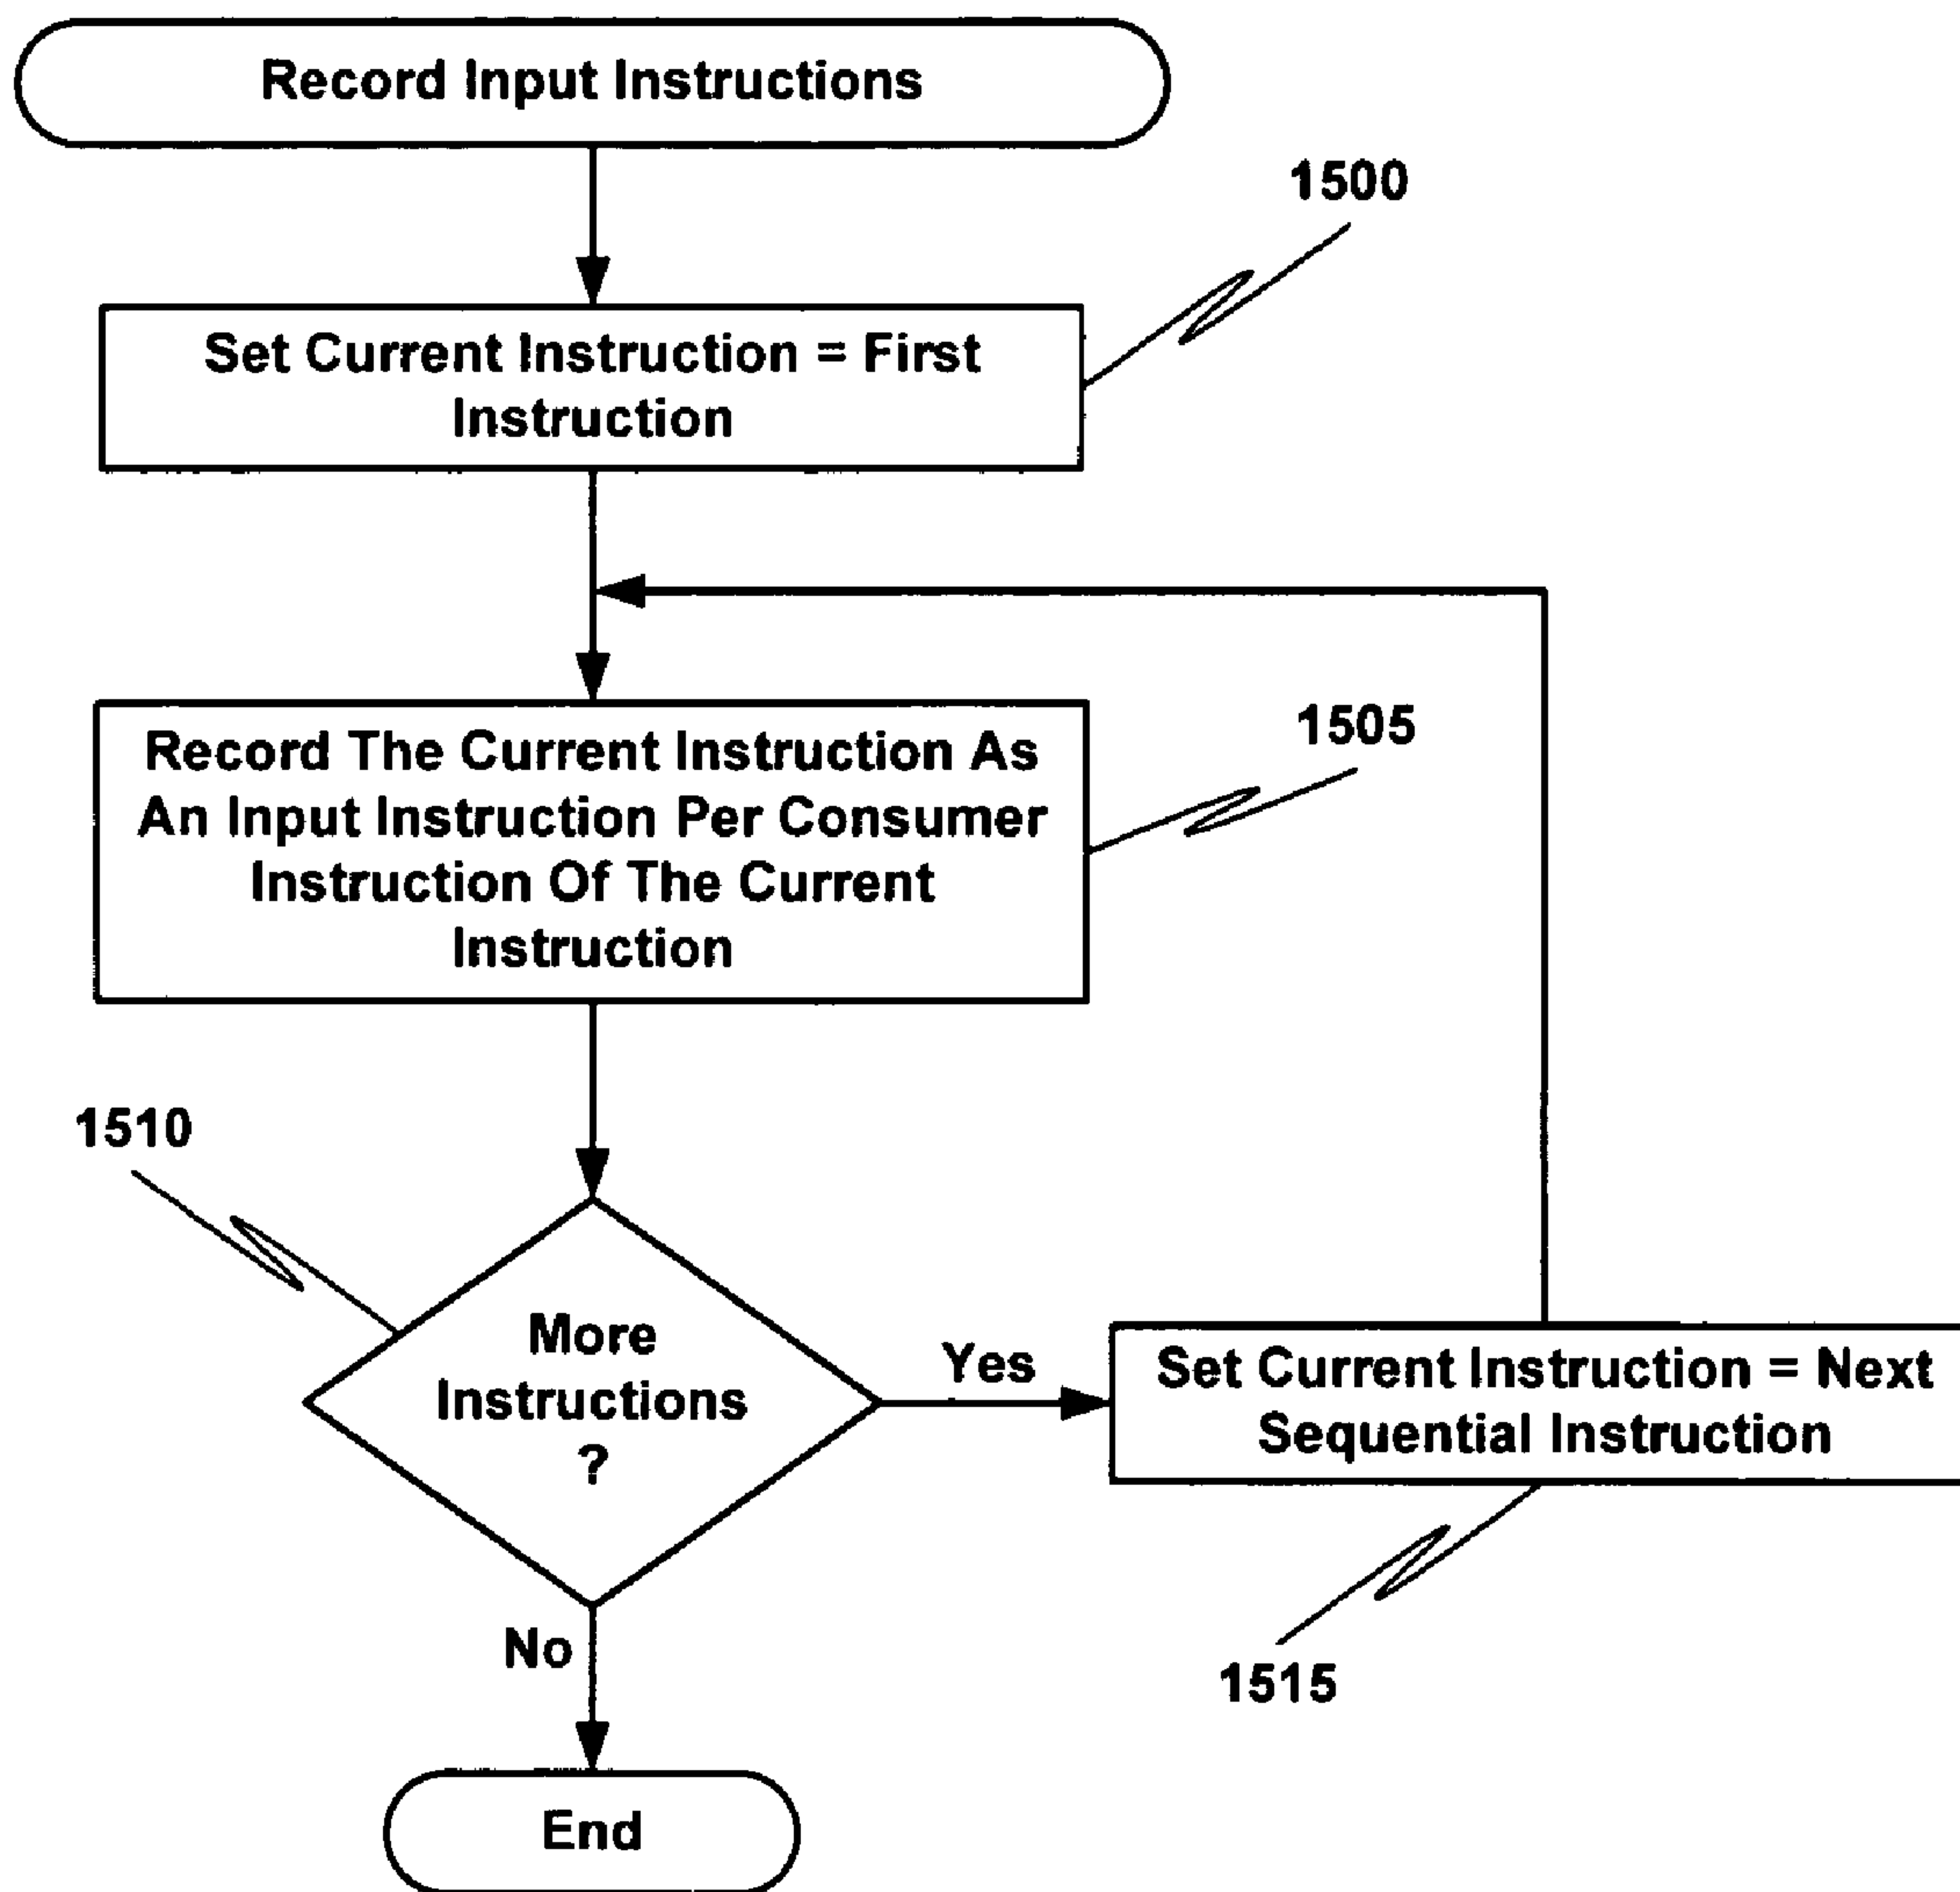 Record Input Instructions
1500
Set Current Instruction = First
Instruction
1505
Record The Current Instruction As
An Input Instruction Per Consumer
Instruction Of The Current
Instruction
1510
More
Instructions
?
Yes
Set Current Instruction = Next
Sequential Instruction
No
1515
End